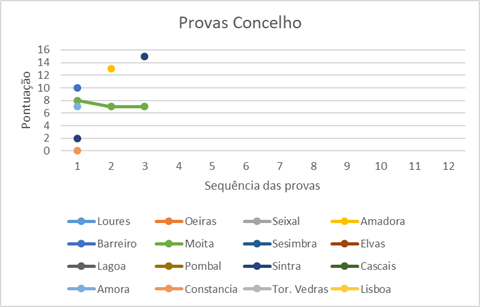 Provas Concelho
16
14
12
10
8
6
4
2
0
Pontuação
1 2 3 4 5 6 7 8 9 10 11 12
Sequência das provas
Loures Oeiras Seixal Amadora
Barreiro Moita Sesimbra Elvas
Lagoa Pombal Sintra Cascais
Amora Constancia Tor. Vedras Lisboa